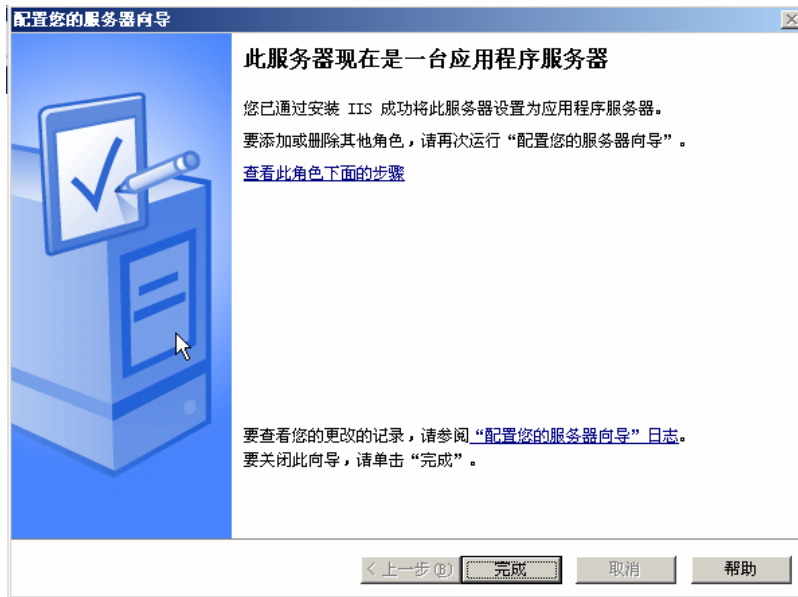 配置您的服务器向导
此服务器现在是一台应用程序服务器
您已通过安装 IIS 成功将此服务器设置为应用程序服务器。
要添加或删除其他角色，请再次运行“配置您的服务器向导”。
查看此角色下面的步骤
要查看您的更改的记录，请参阅“配置您的服务器向导”日志。
要关闭此向导，请单击“完成”。
< 上一步(B) 完成 取消 帮助